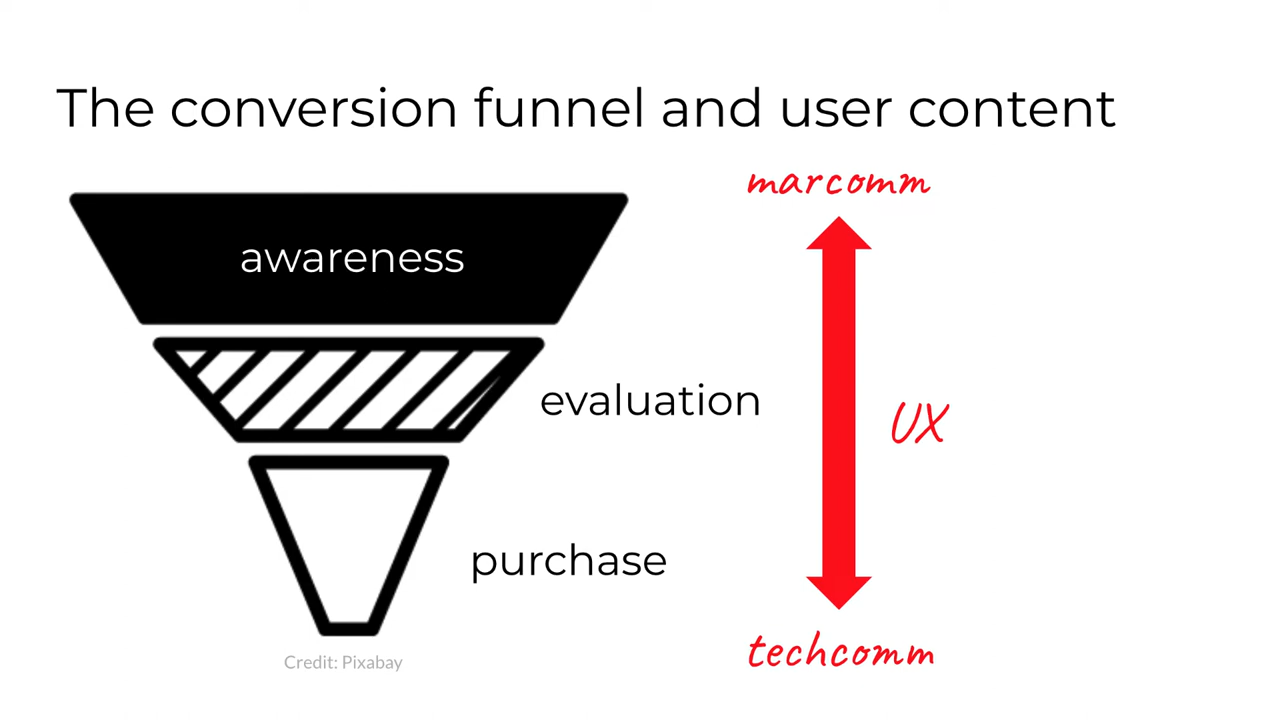 The conversion funnel and user content
marcomm
awareness
evaluation
UX
purchase
techcomm
Credit: Pixabay